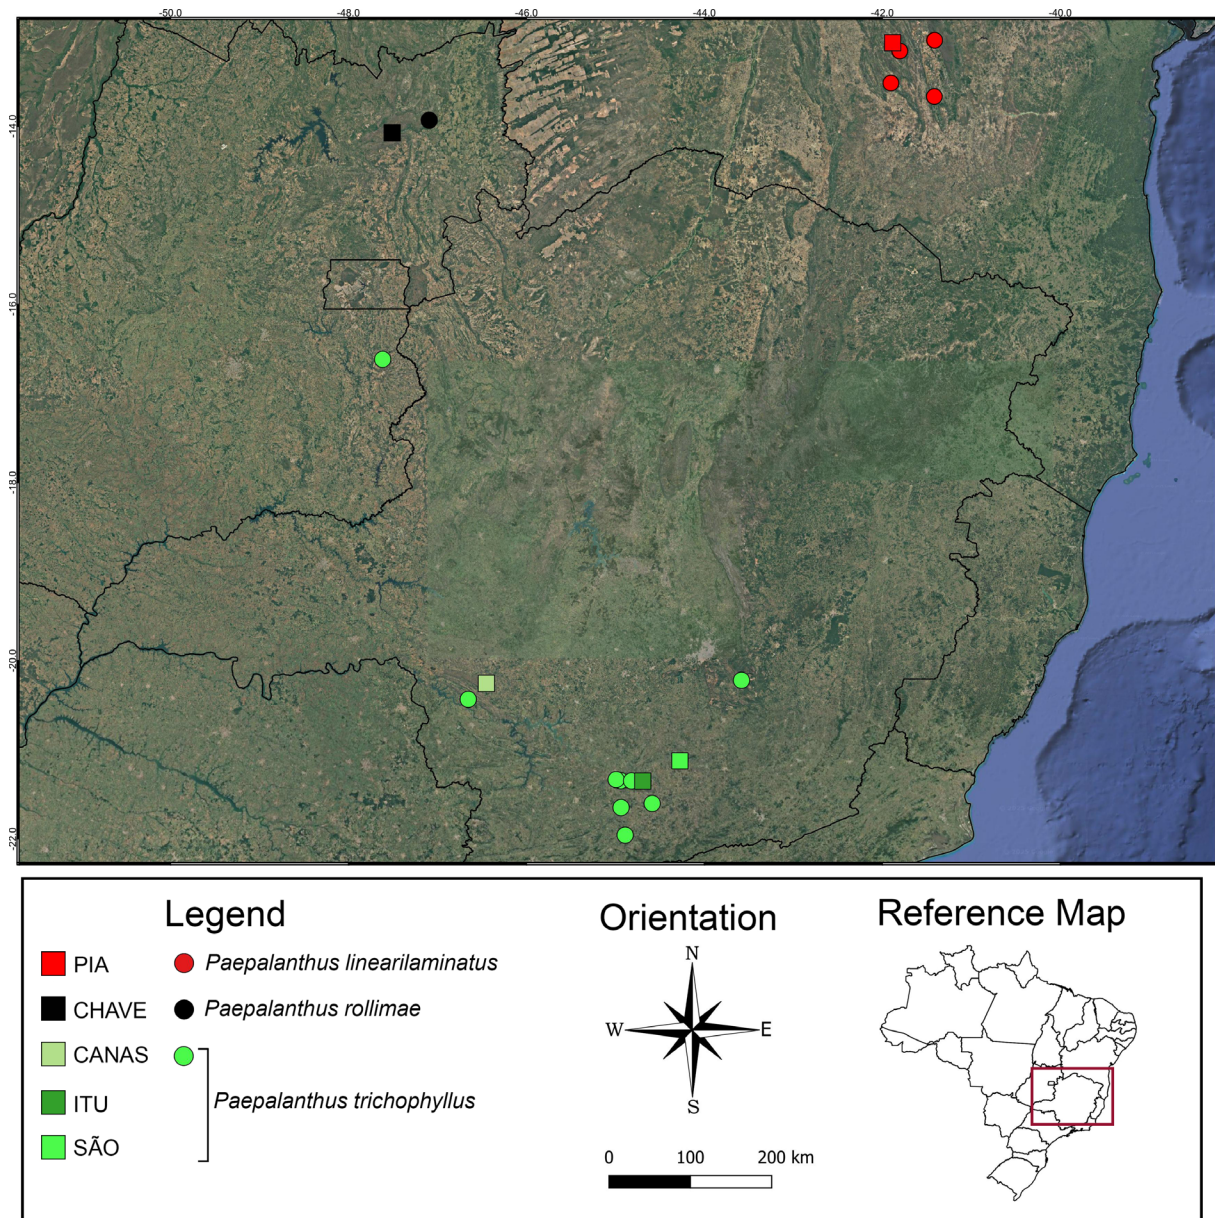 -50.0 -48.0 -46.0 -44.0 -42.0 -40.0
-14.0
-16.0
-18.0
-20.0
-22.0
Legend
PIA
Paepalanthus linearilaminatus
CHAVE
Paepalanthus rollimae
CANAS
ITU
Paepalanthus trichophyllus
SÃO
Orientation
N
W E
S
0 100 200 km
Reference Map